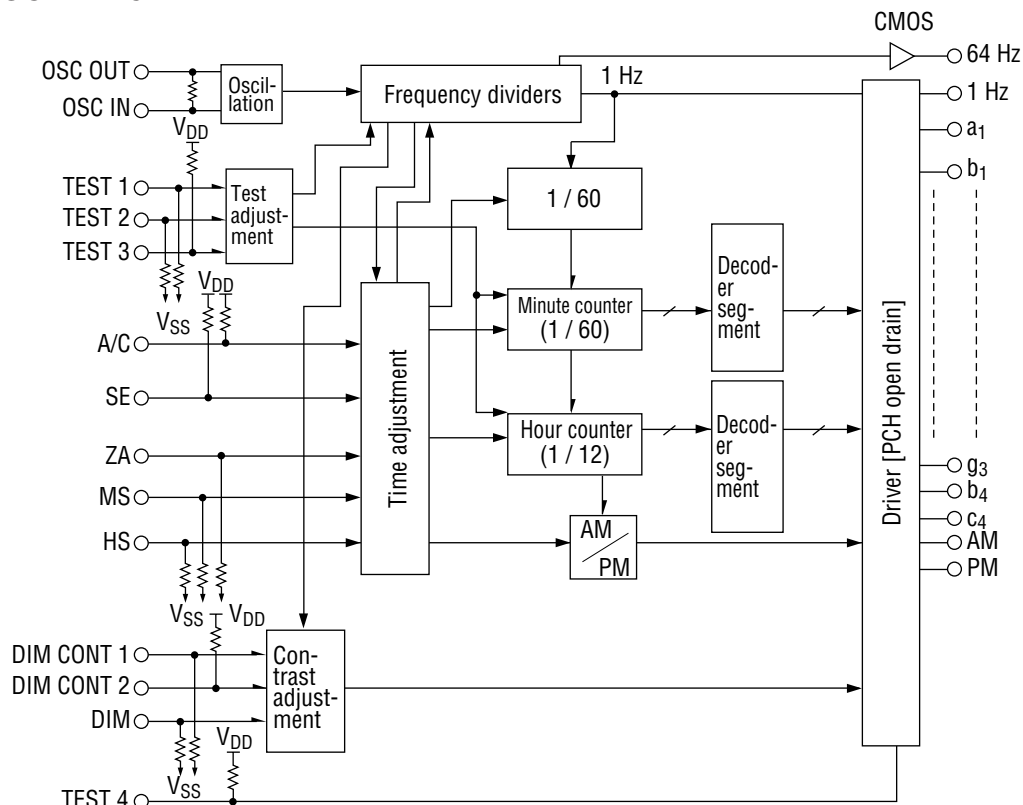 CMOS
64 Hz
OSC OUT
OSC IN
Oscil-
lation
Frequency dividers
1 Hz
1 Hz
a1
b1
VDD
TEST 1
TEST 2
TEST 3
Test
adjust-
ment
1 / 60
VDD
VSS
A/C
SE
ZA
MS
HS
Time adjustment
Minute counter
(1 / 60)
Decod-
er
seg-
ment
Hour counter
(1 / 12)
Decod-
er
seg-
ment
AM
PM
Driver [PCH open drain]
g3
b4
c4
AM
PM
VSS
VDD
DIM CONT 1
DIM CONT 2
DIM
Con-
trast
adjust-
ment
VDD
VSS
TEST 4